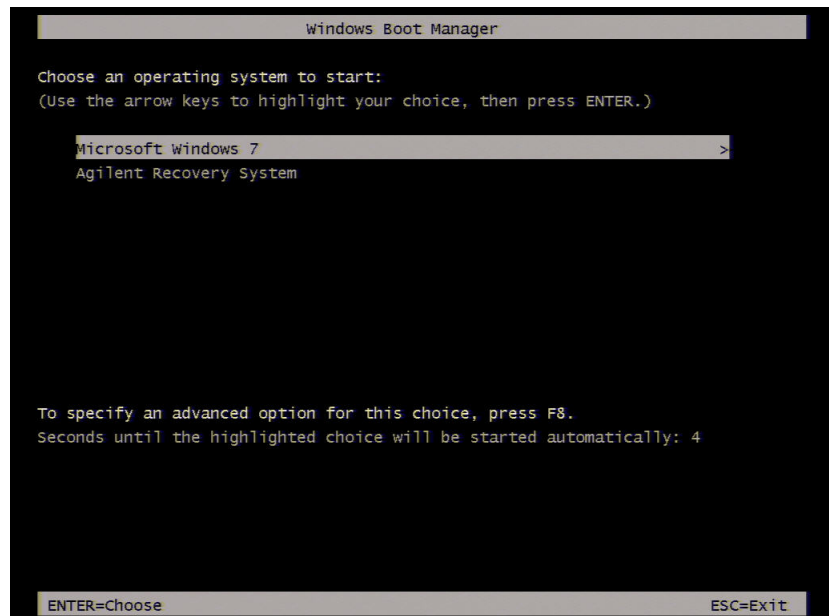 Windows Boot Manager
Choose an operating system to start:
(Use the arrow keys to highlight your choice, then press ENTER.)
Microsoft Windows 7 >
Agilent Recovery System
To specify an advanced option for this choice, press F8.
Seconds until the highlighted choice will be started automatically: 4
ENTER=Choose ESC=Exit